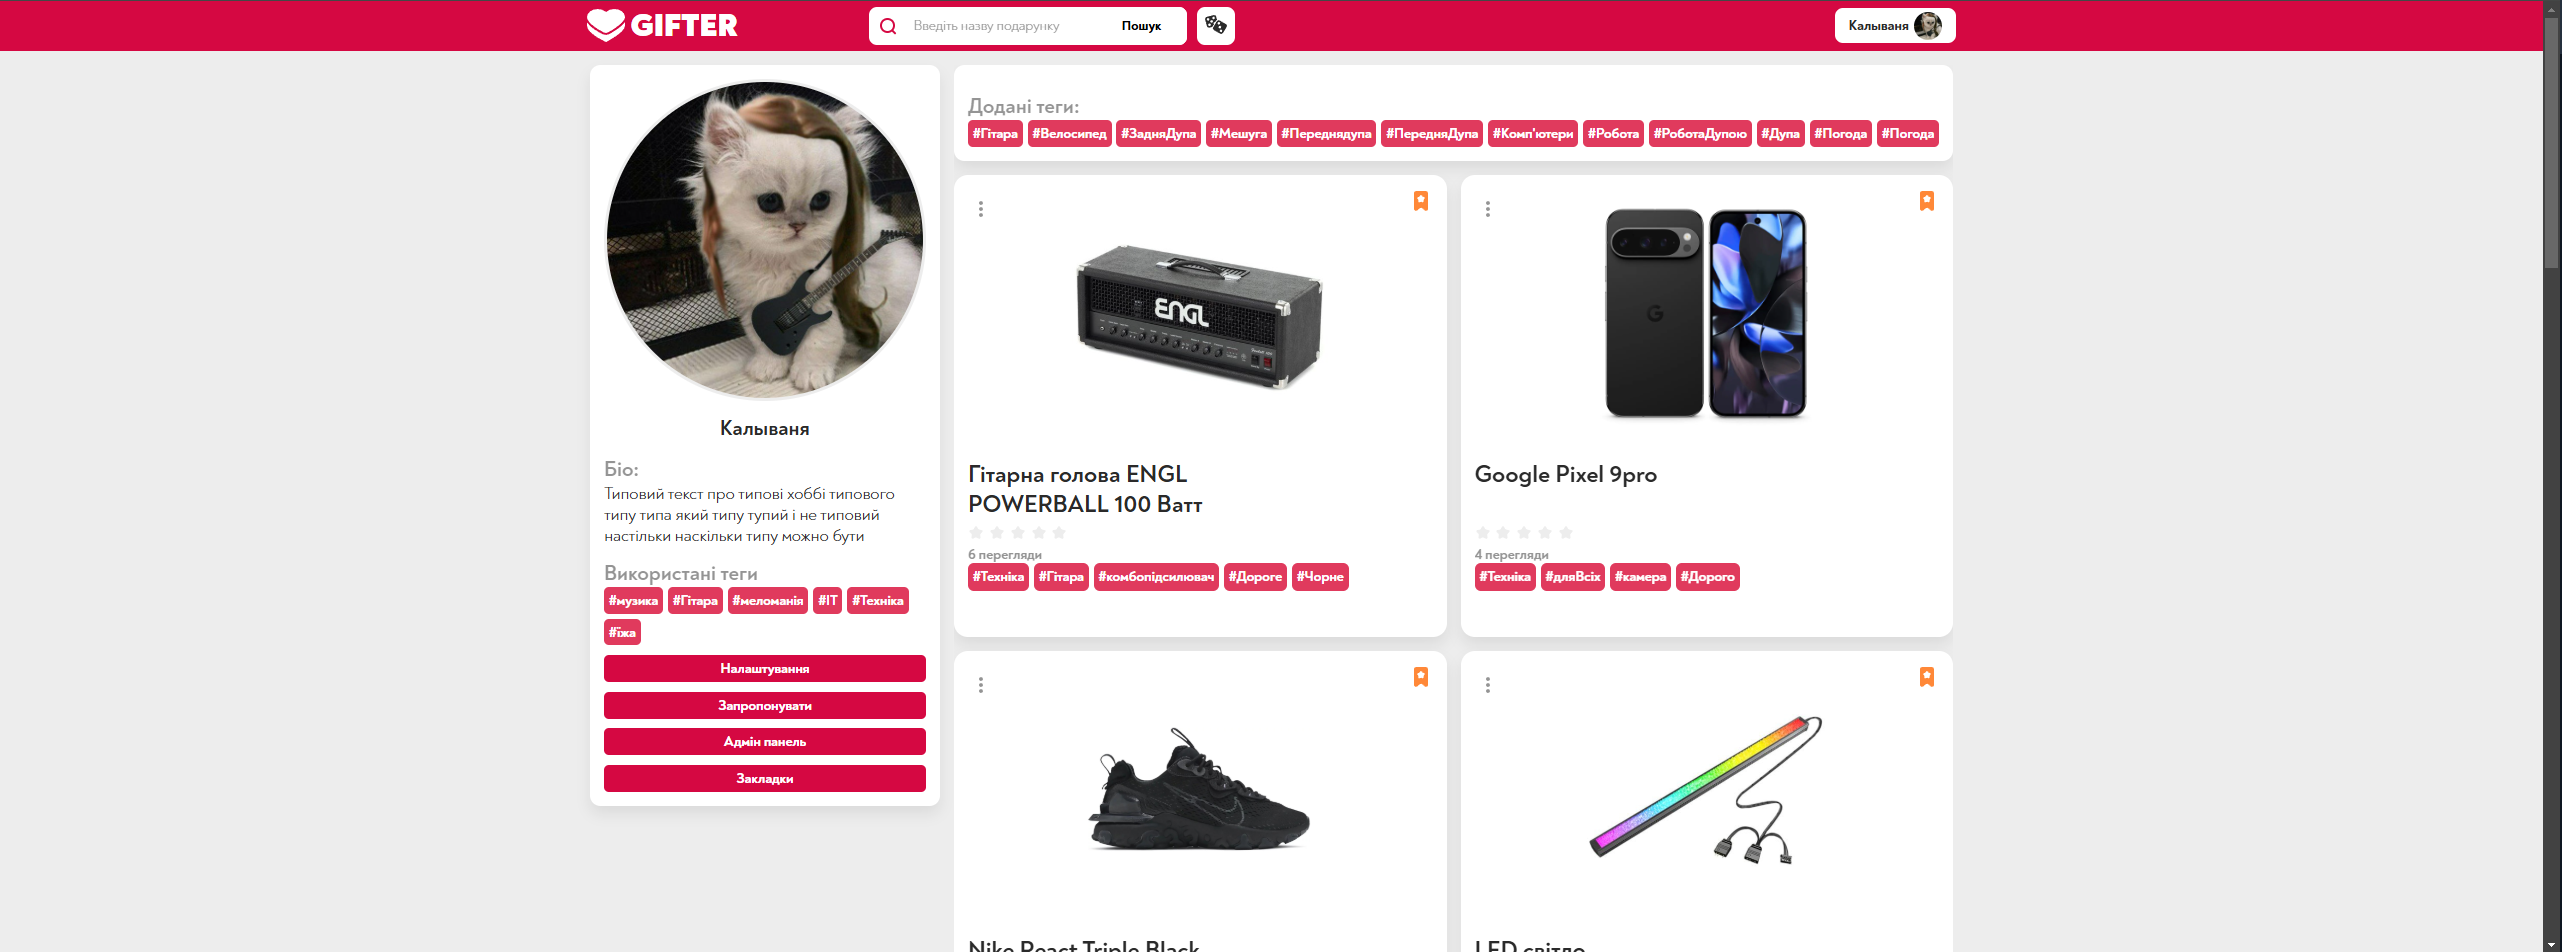 GIFTER
Введіть назву подарунку
Пошук
Калываня
Калываня
Біо:
Типовий текст про типові хоббі типового
типу типа який типу тупий і не типовий
настільки наскільки типу можно бути
Використані теги
#музика #Гітара #меломанія #IT #Техніка
#їжа
Налаштування
Запропонувати
Адмін панель
Закладки
Додані теги:
#Гітара #Велосипед #ЗадняДупа #Мешуга #Переднядупа #ПередняДупа #Комп'ютери #Робота #РоботаДупою #Дупа #Погода #Погода
ENGL
Гітарна голова ENGL
POWERBALL 100 Ватт
6 перегляди
#Техніка #Гітара #комбопідсилювач #Дороге #Чорне
G
Google Pixel 9pro
4 перегляди
#Техніка #дляВсіх #камера #Дорого
Nike React Triple Black
LED світло